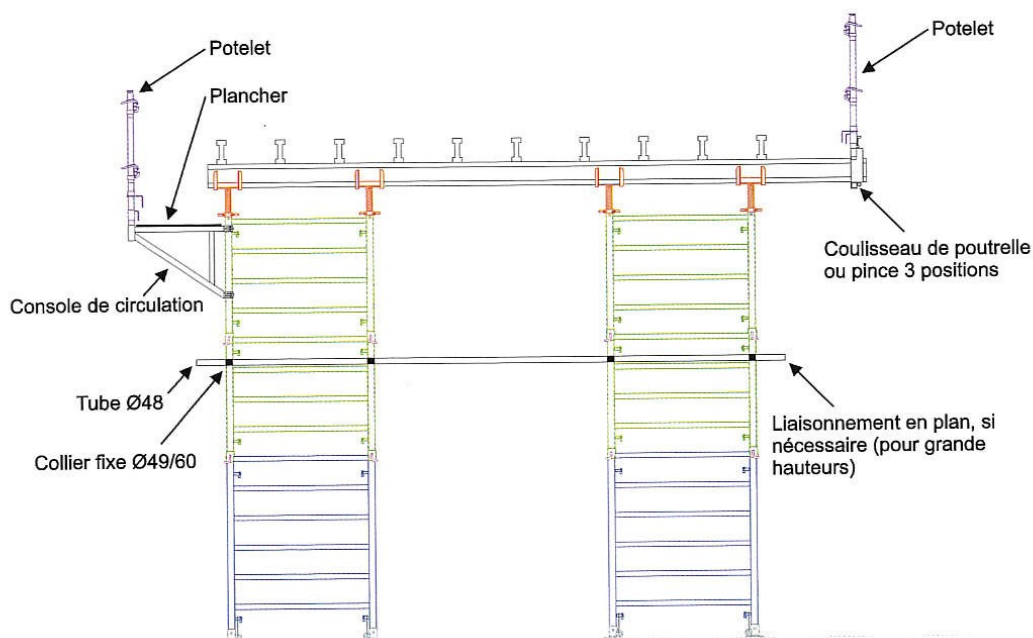 Potelet
Plancher
Potelet
Coulisseau de poutrelle
ou pince 3 positions
Console de circulation
Tube Ø48
Collier fixe Ø49/60
Liaisonnement en plan, si
nécessaire (pour grande
hauteurs)